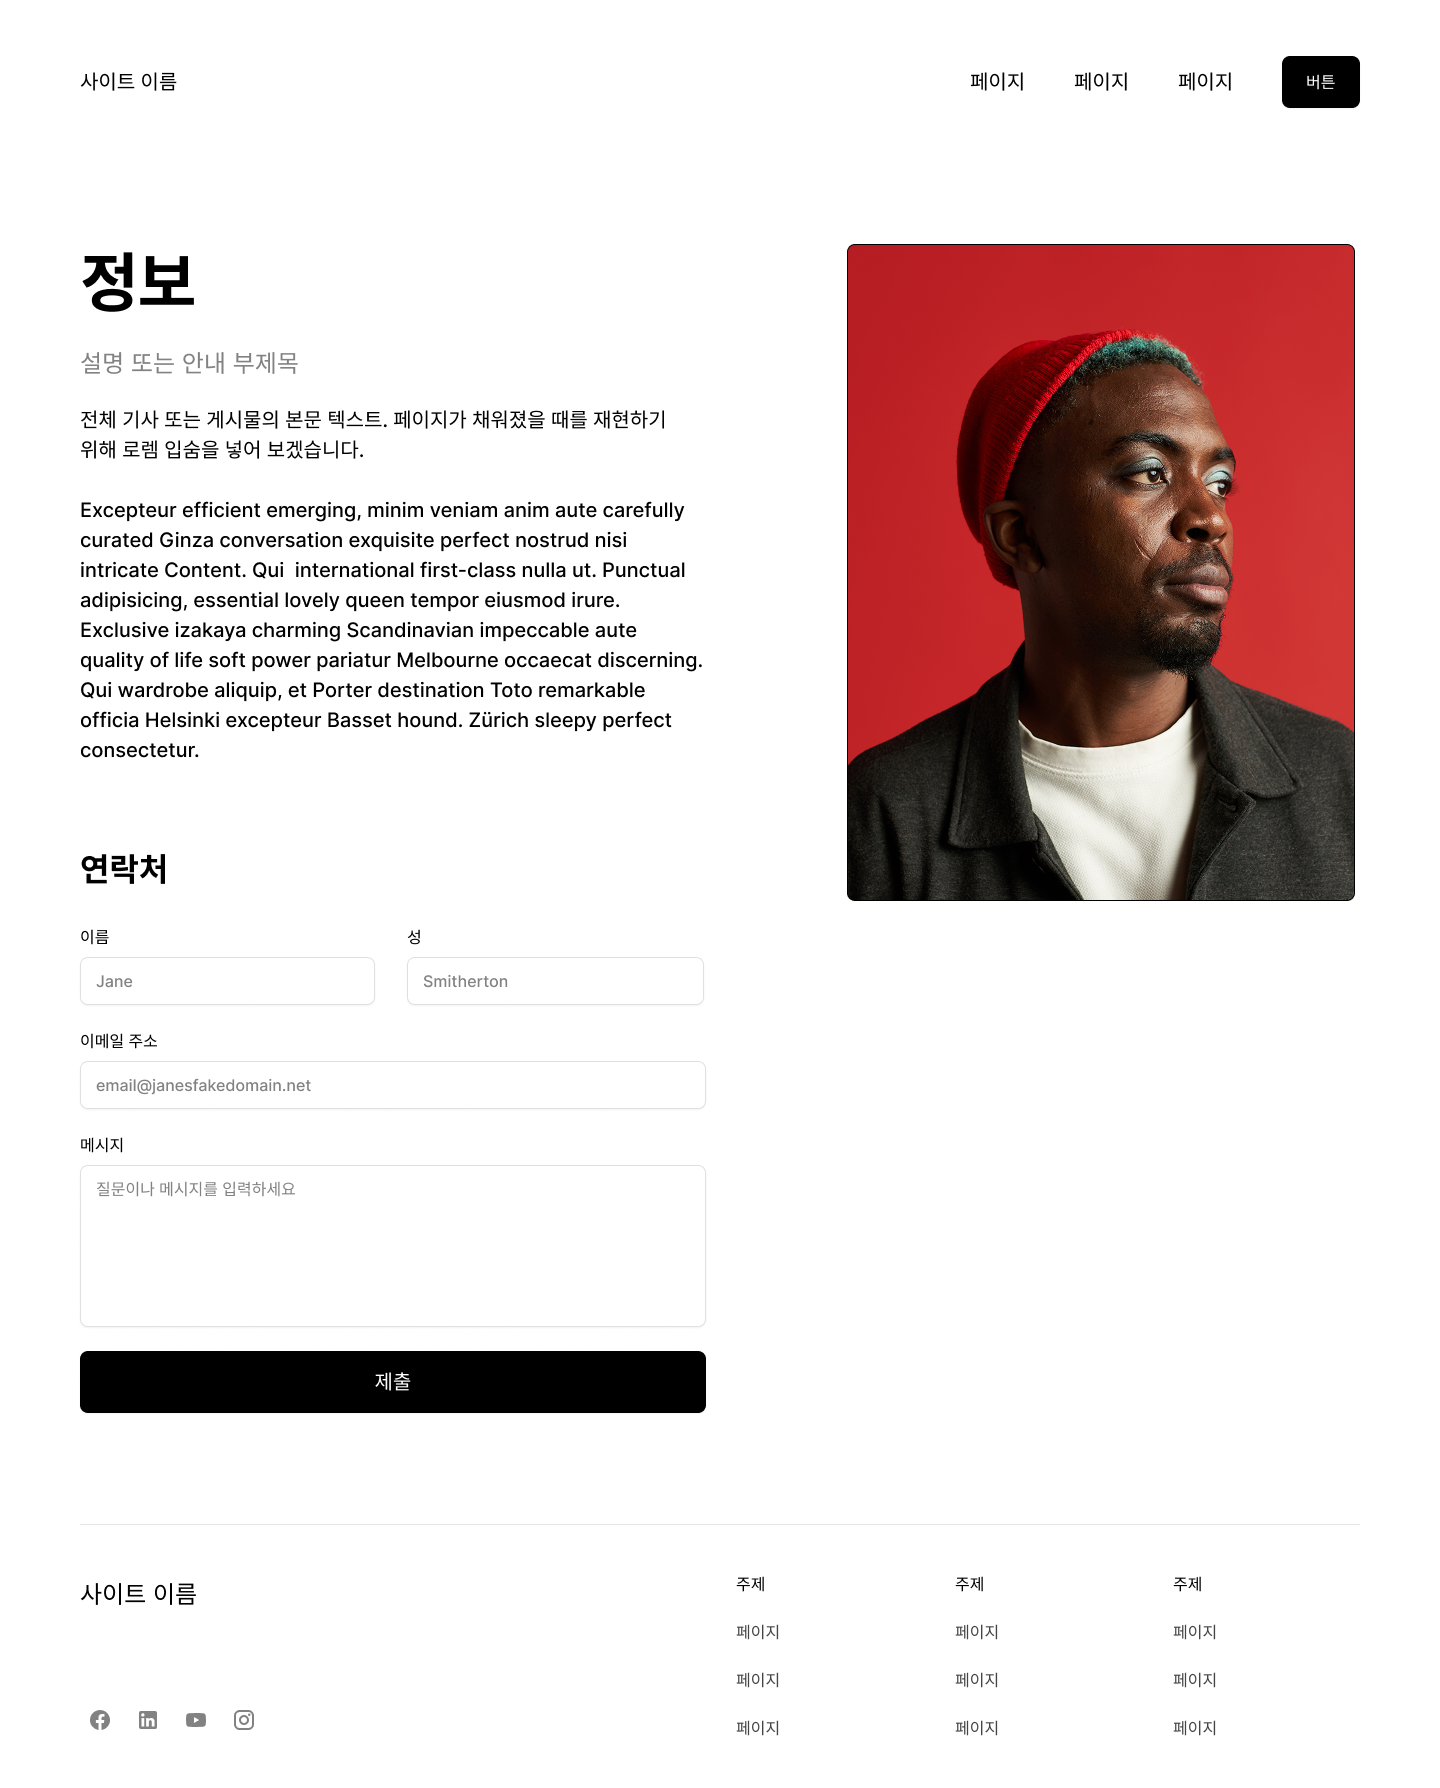 사이트 이름
페이지
페이지
페이지
버튼
정보
설명 또는 안내 부제목
전체 기사 또는 게시물의 본문 텍스트. 페이지가 채워졌을 때를 재현하기
위해 로렘 입숨을 넣어 보겠습니다.
Excepteur efficient emerging, minim veniam anim aute carefully
curated Ginza conversation exquisite perfect nostrud nisi
intricate Content. Qui  international first-class nulla ut. Punctual
adipisicing, essential lovely queen tempor eiusmod irure.
Exclusive izakaya charming Scandinavian impeccable aute
quality of life soft power pariatur Melbourne occaecat discerning.
Qui wardrobe aliquip, et Porter destination Toto remarkable
officia Helsinki excepteur Basset hound. Zürich sleepy perfect
consectetur.
연락처
이름
성
Jane
Smitherton
이메일 주소
email@janesfakedomain.net
메시지
질문이나 메시지를 입력하세요
제출
사이트 이름
주제
페이지
페이지
페이지
주제
페이지
페이지
페이지
주제
페이지
페이지
페이지